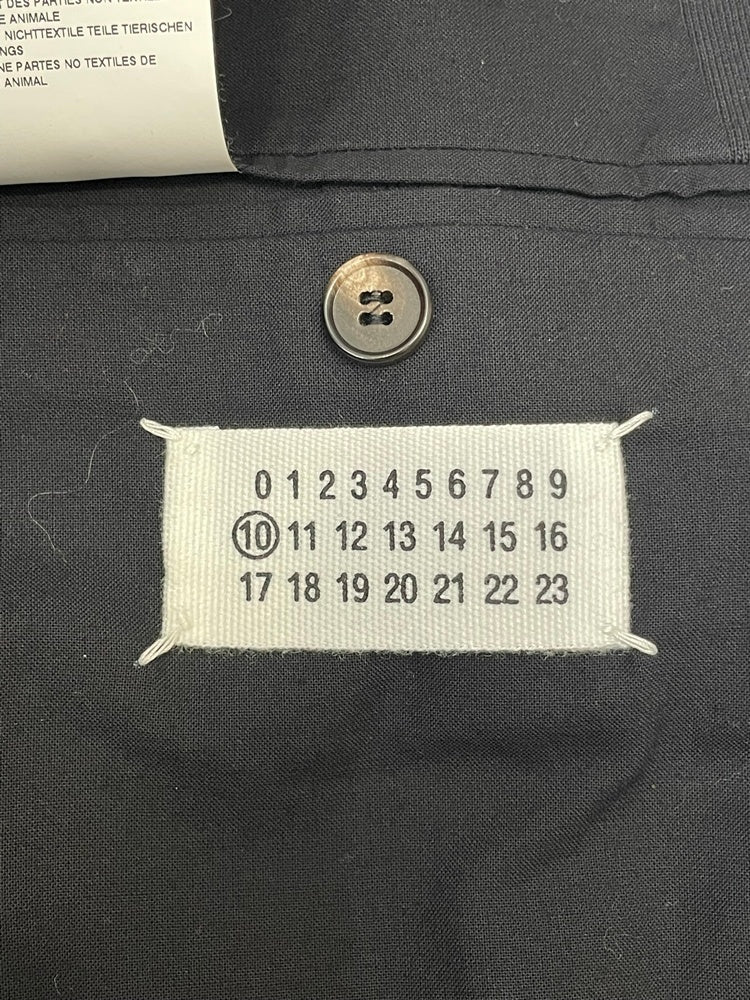 DES PARTIES NON
E ANIMALE
NICHTTEXTILE TEILE TIERISCHEN
NGS
NE PARTES NO TEXTILES DE
ANIMAL
0 1 2 3 4 5 6 7 8 9
10 11 12 13 14 15 16
17 18 19 20 21 22 23